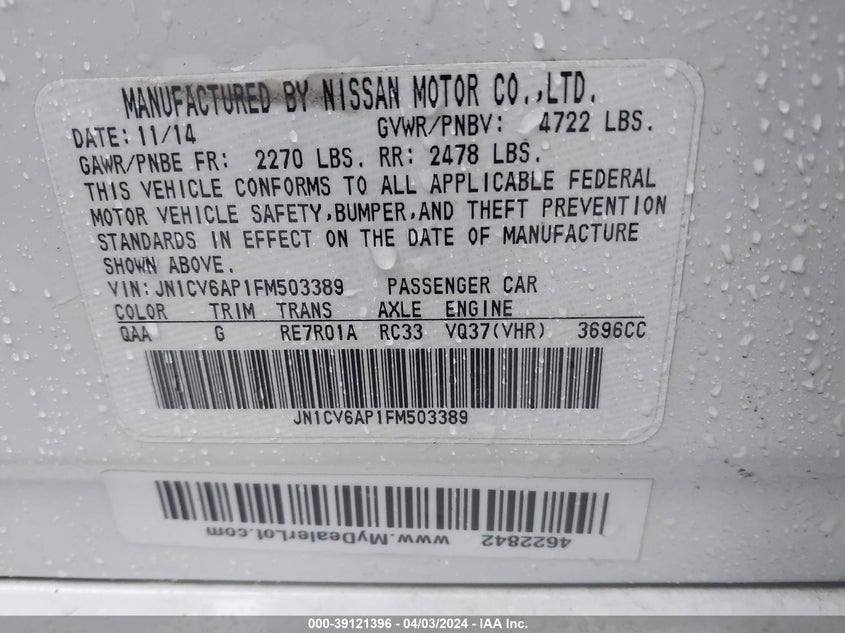 MANUFACTURED BY NISSAN MOTOR CO.,LTD.
DATE: 11/14 GVWR/PNBV: 4722 LBS.
GAWR/PNBE FR: 2270 LBS. RR: 2478 LBS.
THIS VEHICLE CONFORMS TO ALL APPLICABLE FEDERAL
MOTOR VEHICLE SAFETY,BUMPER,AND THEFT PREVENTION
STANDARDS IN EFFECT ON THE DATE OF MANUFACTURE
SHOWN ABOVE.
VIN: JN1CV6AP1FM503389 PASSENGER CAR
COLOR TRIM TRANS AXLE ENGINE
QAA G RE7R01A RC33 VQ37(VHR) 3696CC
JN1CV6AP1FM503389
4622842 www.MyDealerLot.com
000-39121396 - 04/03/2024 - IAA Inc.